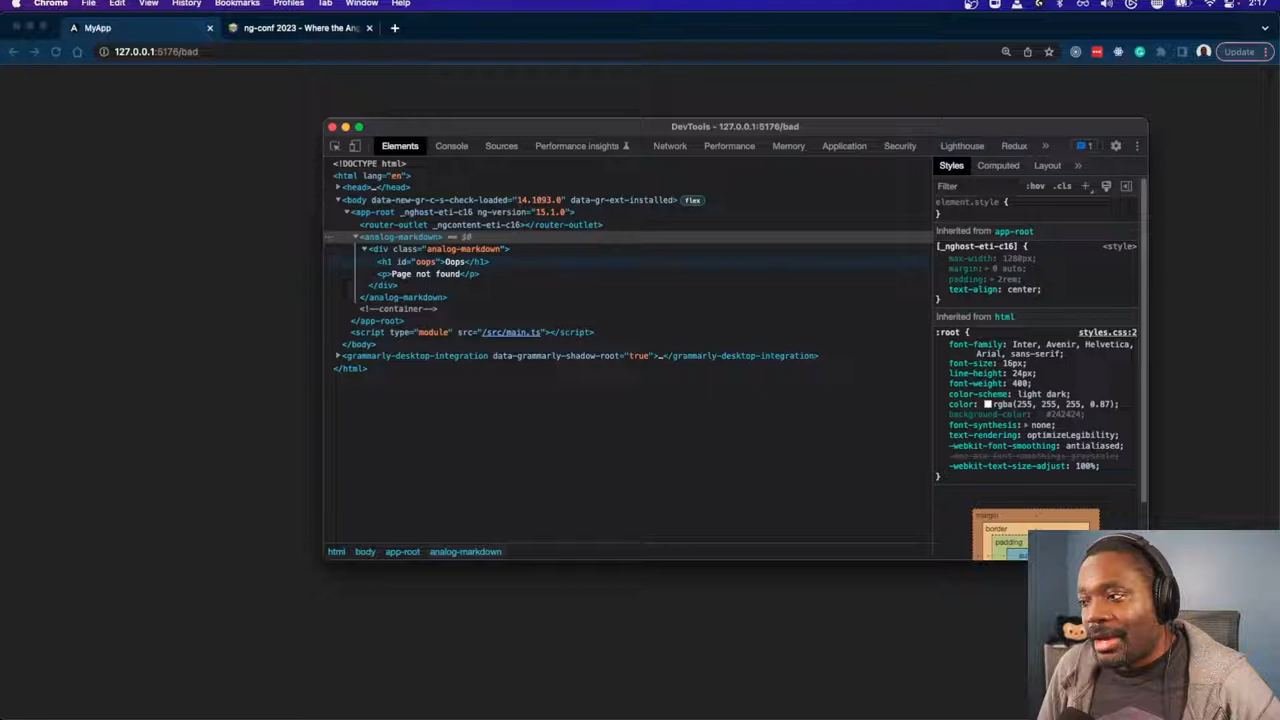 Chrome File Edit View History Bookmarks Profiles Tab Window Help 2:17
MyApp ng-conf 2023 - Where the Ang
127.0.0.1:5176/bad Update
DevTools - 127.0.0.1:5176/bad
Elements Console Sources Performance insights Network Performance Memory Application Security Lighthouse Redux » 1
<!DOCTYPE html>
<html lang="en">
<head>…</head>
<body data-new-gr-c-s-check-loaded="14.1093.0" data-gr-ext-installed> flex
<app-root _nghost-eti-c16 ng-version="15.1.0">
<router-outlet _ngcontent-eti-c16></router-outlet>
<analog-markdown> == $0
<div class="analog-markdown">
<h1 id="oops">Oops</h1>
<p>Page not found</p>
</div>
</analog-markdown>
<!--container-->
</app-root>
<script type="module" src="/src/main.ts"></script>
</body>
<grammarly-desktop-integration data-grammarly-shadow-root="true">…</grammarly-desktop-integration>
</html>
html body app-root analog-markdown
Styles Computed Layout »
Filter :hov .cls +
element.style {
}
Inherited from app-root
[_nghost-eti-c16] { <style>
max-width: 1280px;
margin: 0 auto;
padding: 2rem;
text-align: center;
}
Inherited from html
:root { styles.css:2
font-family: Inter, Avenir, Helvetica,
Arial, sans-serif;
font-size: 16px;
line-height: 24px;
font-weight: 400;
color-scheme: light dark;
color: rgba(255, 255, 255, 0.87);
background-color: #242424;
font-synthesis: none;
text-rendering: optimizeLegibility;
-webkit-font-smoothing: antialiased;
-webkit-text-size-adjust: 100%;
}
margin -
border
padding